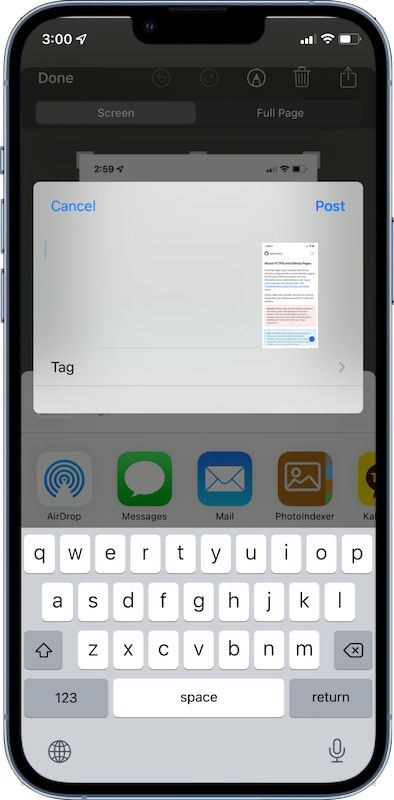 3:00
Done
Screen Full Page
2:59
Cancel Post
About HTTPS and GitHub Pages
Tag
AirDrop Messages Mail PhotoIndexer Kak
q w e r t y u i o p
a s d f g h j k l
z x c v b n m
123 space return